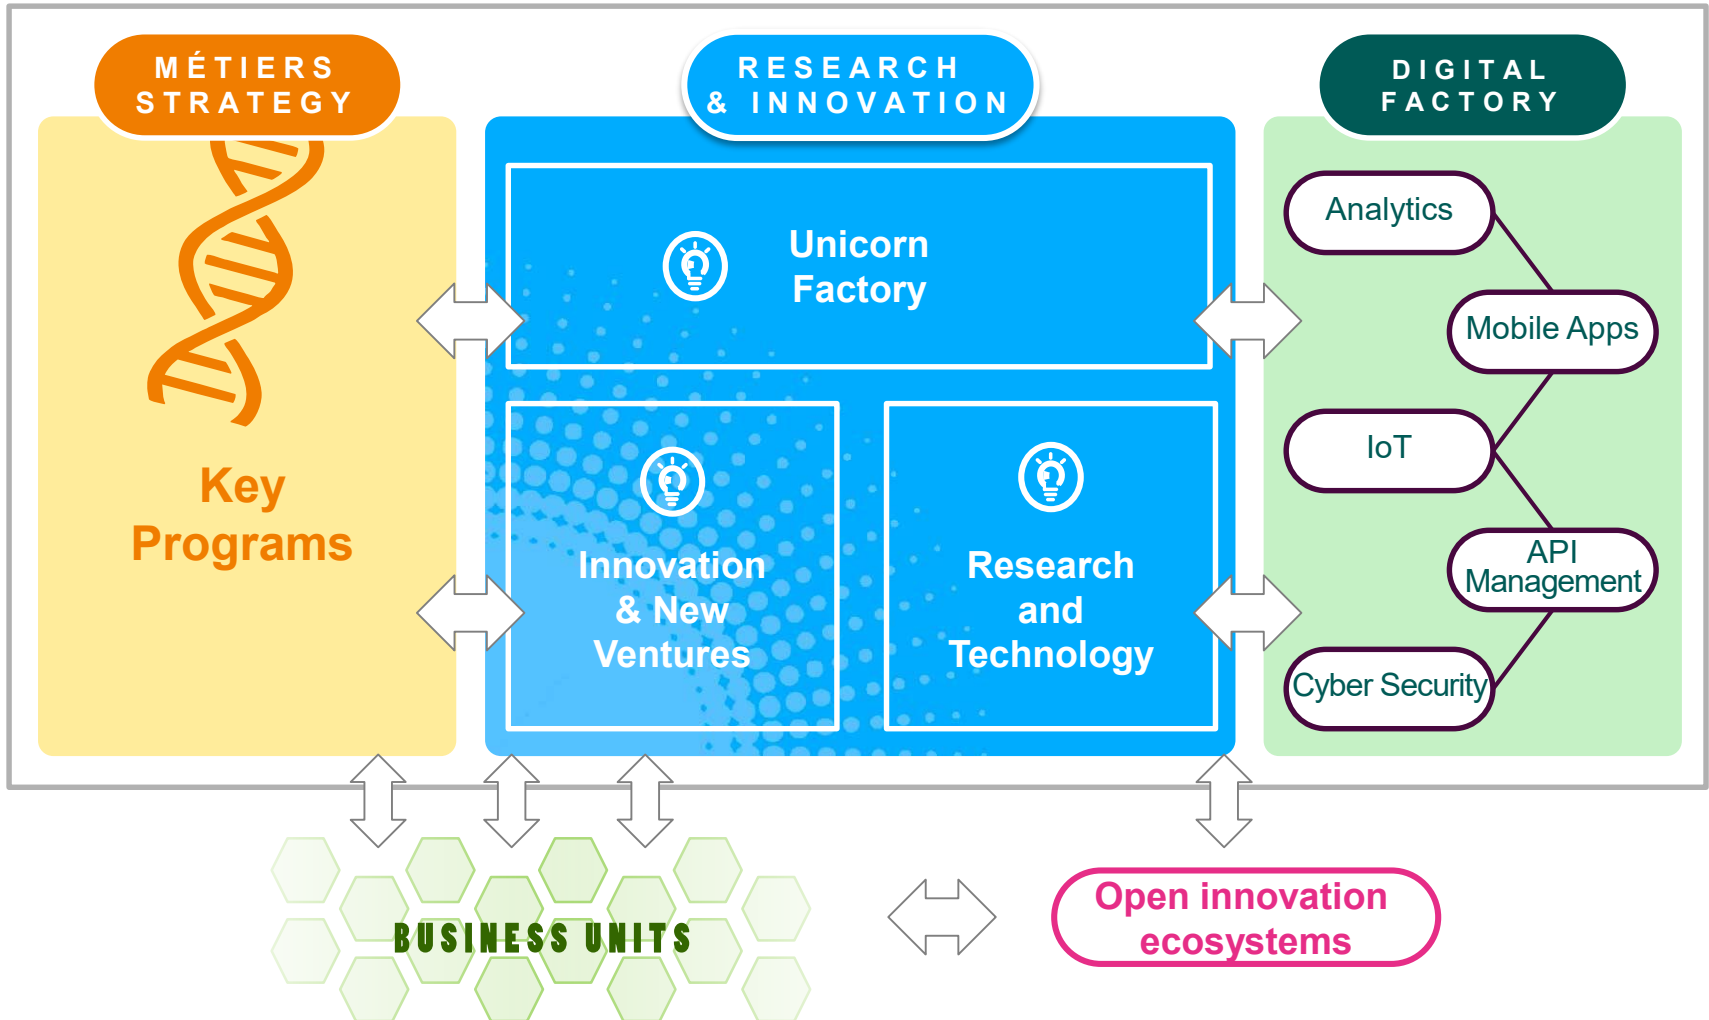 MÉTIERS
STRATEGY
RESEARCH
& INNOVATION
DIGITAL
FACTORY
Key
Programs
Unicorn
Factory
Innovation
& New
Ventures
Research
and
Technology
Analytics
Mobile Apps
IoT
API
Management
Cyber Security
BUSINESS UNITS
Open innovation
ecosystems